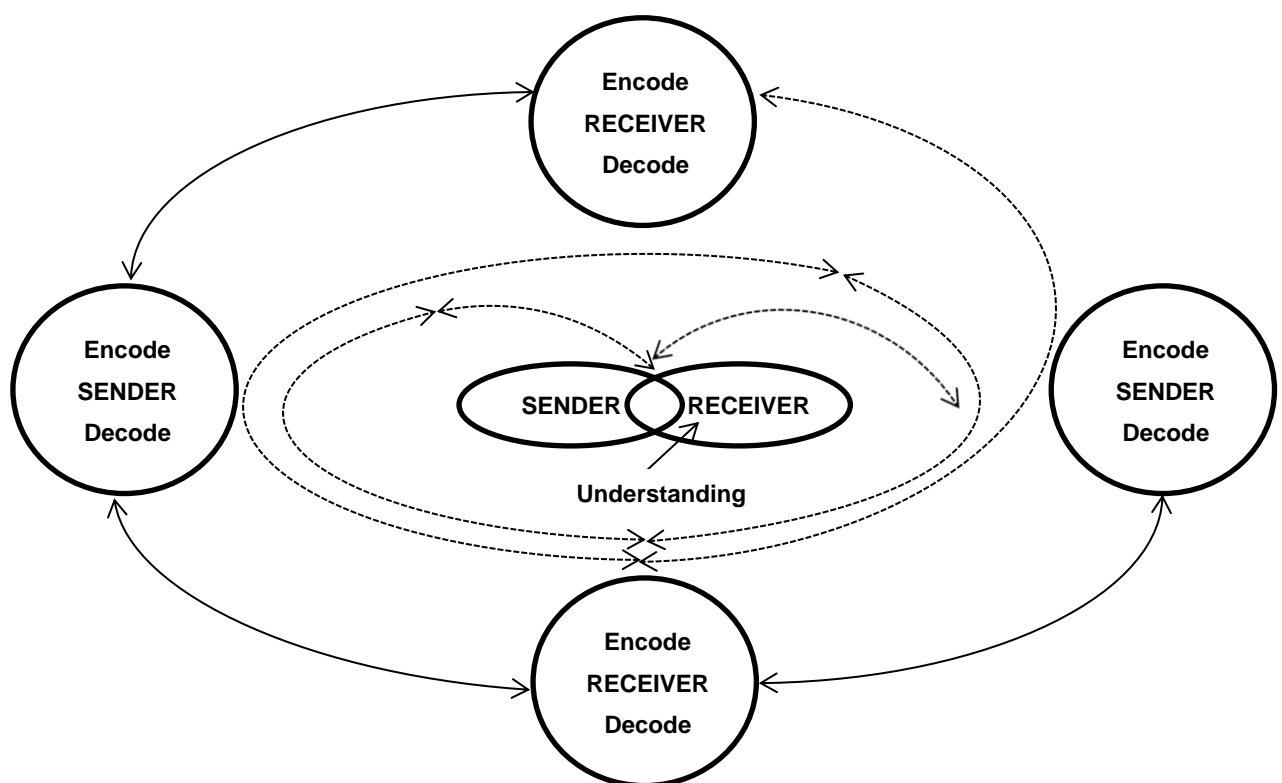 Encode
RECEIVER
Decode
Encode
SENDER
Decode
SENDER
RECEIVER
Understanding
Encode
SENDER
Decode
Encode
RECEIVER
Decode